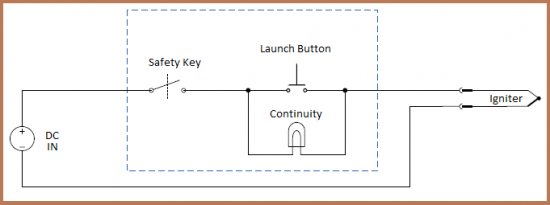 Launch Button
Safety Key
Continuity
Igniter
+
DC
IN
−